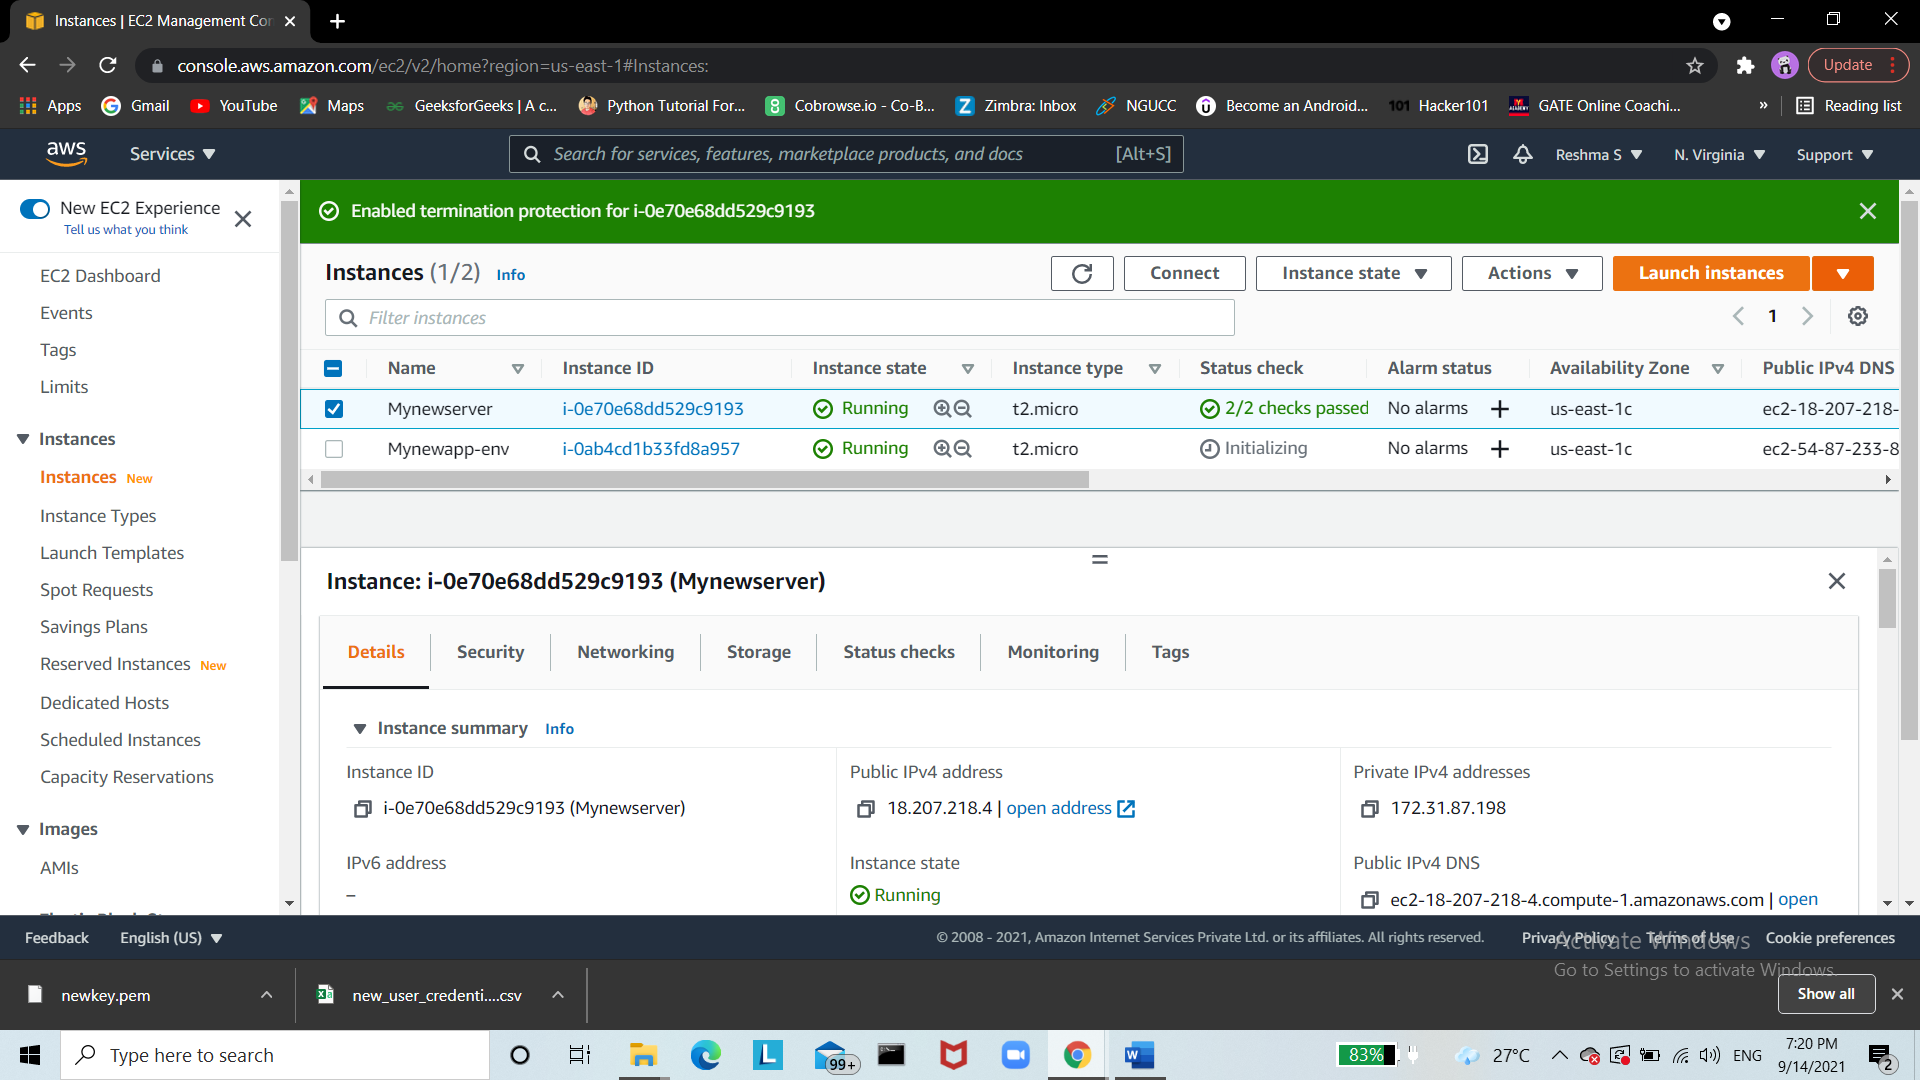 Instances | EC2 Management Con
console.aws.amazon.com/ec2/v2/home?region=us-east-1#Instances:
Update
Apps
Gmail
YouTube
Maps
GeeksforGeeks | A c...
Python Tutorial For...
Cobrowse.io - Co-B...
Zimbra: Inbox
NGUCC
Become an Android...
101 Hacker101
GATE Online Coachi...
»
Reading list
aws
Services
Search for services, features, marketplace products, and docs
[Alt+S]
Reshma S
N. Virginia
Support
New EC2 Experience
Tell us what you think
EC2 Dashboard
Events
Tags
Limits
Instances
Instances New
Instance Types
Launch Templates
Spot Requests
Savings Plans
Reserved Instances New
Dedicated Hosts
Scheduled Instances
Capacity Reservations
Images
AMIs
Enabled termination protection for i-0e70e68dd529c9193
Instances (1/2) Info
Connect
Instance state
Actions
Launch instances
Filter instances
1
Name Instance ID Instance state Instance type Status check Alarm status Availability Zone Public IPv4 DNS
Mynewserver i-0e70e68dd529c9193 Running t2.micro 2/2 checks passed No alarms + us-east-1c ec2-18-207-218-
Mynewapp-env i-0ab4cd1b33fd8a957 Running t2.micro Initializing No alarms + us-east-1c ec2-54-87-233-8
Instance: i-0e70e68dd529c9193 (Mynewserver)
Details
Security
Networking
Storage
Status checks
Monitoring
Tags
Instance summary Info
Instance ID
i-0e70e68dd529c9193 (Mynewserver)
Public IPv4 address
18.207.218.4 | open address
Private IPv4 addresses
172.31.87.198
IPv6 address
–
Instance state
Running
Public IPv4 DNS
ec2-18-207-218-4.compute-1.amazonaws.com | open
Feedback
English (US)
© 2008 - 2021, Amazon Internet Services Private Ltd. or its affiliates. All rights reserved.
Privacy Policy
Terms of Use
Cookie preferences
Activate Windows
Go to Settings to activate Windows.
newkey.pem
new_user_credenti....csv
Show all
Type here to search
99+
83%
27°C
ENG
7:20 PM
9/14/2021
2